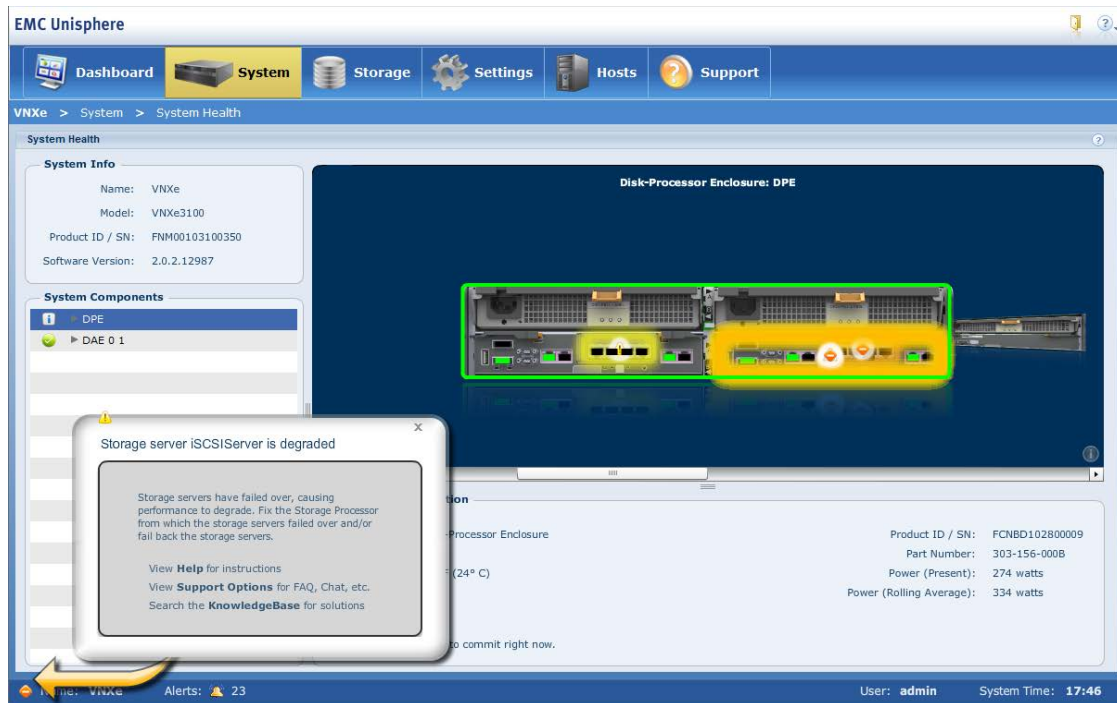 EMC Unisphere
Dashboard
System
Storage
Settings
Hosts
Support
VNXe > System > System Health
System Health
System Info
Name: VNXe
Model: VNXe3100
Product ID / SN: FNM00103100350
Software Version: 2.0.2.12987
System Components
DPE
DAE 0 1
Disk-Processor Enclosure: DPE
Storage server iSCSIServer is degraded
x
Storage servers have failed over, causing
performance to degrade. Fix the Storage Processor
from which the storage servers failed over and/or
fail back the storage servers.
View Help for instructions
View Support Options for FAQ, Chat, etc.
Search the KnowledgeBase for solutions
-Processor Enclosure
(24° C)
to commit right now.
Product ID / SN: FCNBD102800009
Part Number: 303-156-000B
Power (Present): 274 watts
Power (Rolling Average): 334 watts
VNXe
Alerts: 23
User: admin
System Time: 17:46